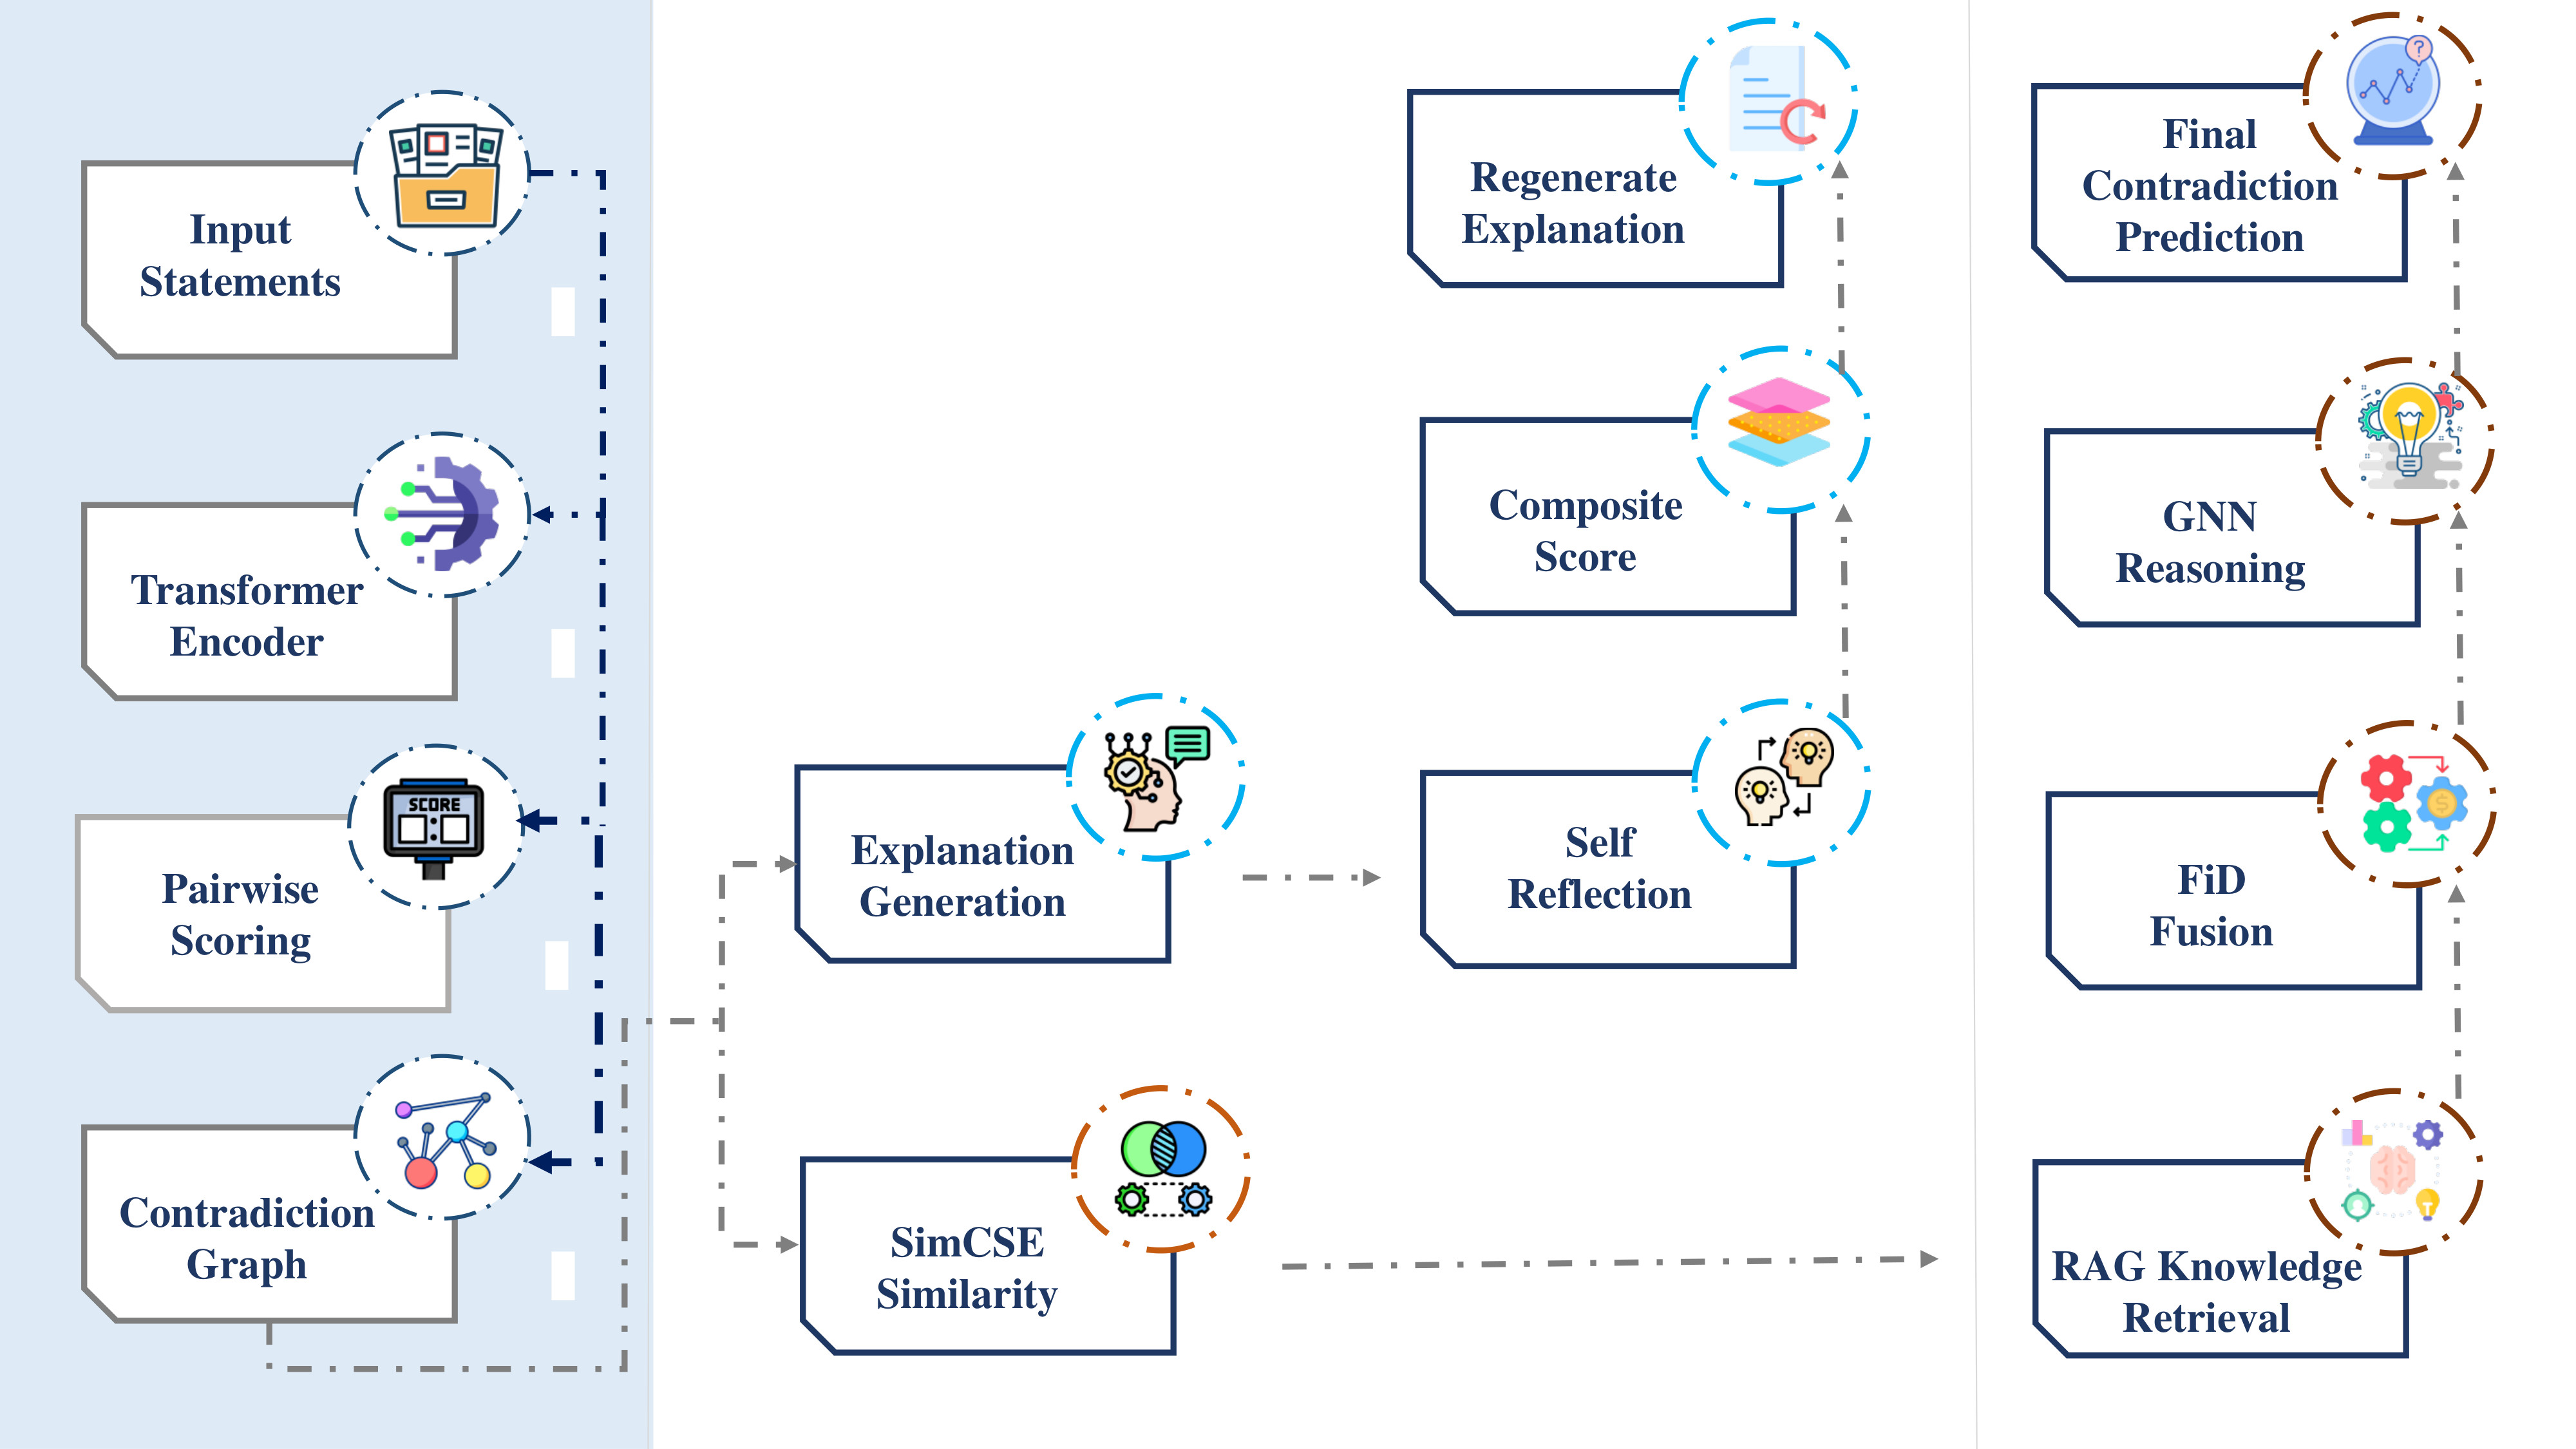 Input
Statements
Transformer
Encoder
SCORE
Pairwise
Scoring
Contradiction
Graph
Explanation
Generation
SimCSE
Similarity
Regenerate
Explanation
Composite
Score
Self
Reflection
?
Final
Contradiction
Prediction
GNN
Reasoning
$
FiD
Fusion
RAG Knowledge
Retrieval